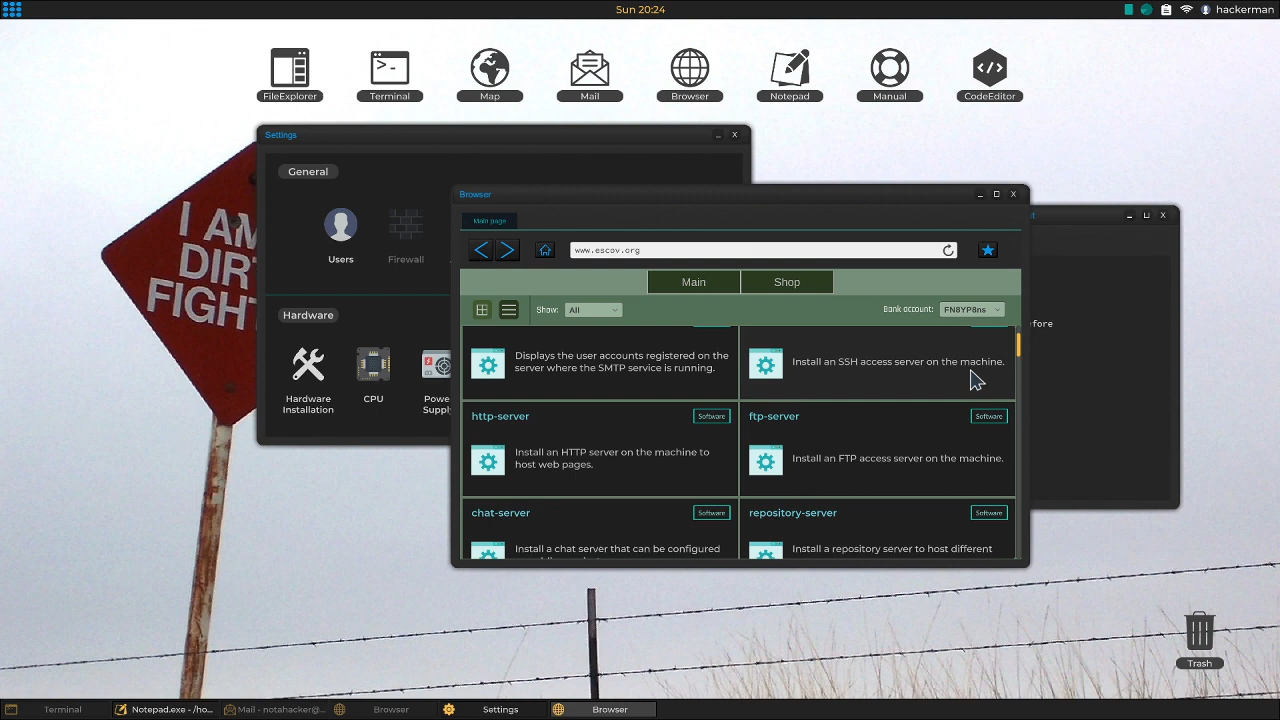 Sun 20:24
hackerman
FileExplorer
Terminal
Map
Mail
Browser
Notepad
Manual
CodeEditor
Settings
General
Users
Firewall
Hardware
Hardware
Installation
CPU
Power
Supply
I AM
DIR
FIGHT
Browser
Main page
www.escov.org
Main
Shop
Show:
All
Bank account:
FN8YP8ns
Displays the user accounts registered on the
server where the SMTP service is running.
Install an SSH access server on the machine.
http-server
Software
Install an HTTP server on the machine to
host web pages.
ftp-server
Software
Install an FTP access server on the machine.
chat-server
Software
Install a chat server that can be configured
repository-server
Software
Install a repository server to host different
Trash
Terminal
Notepad.exe - /ho...
Mail - notahacker@...
Browser
Settings
Browser